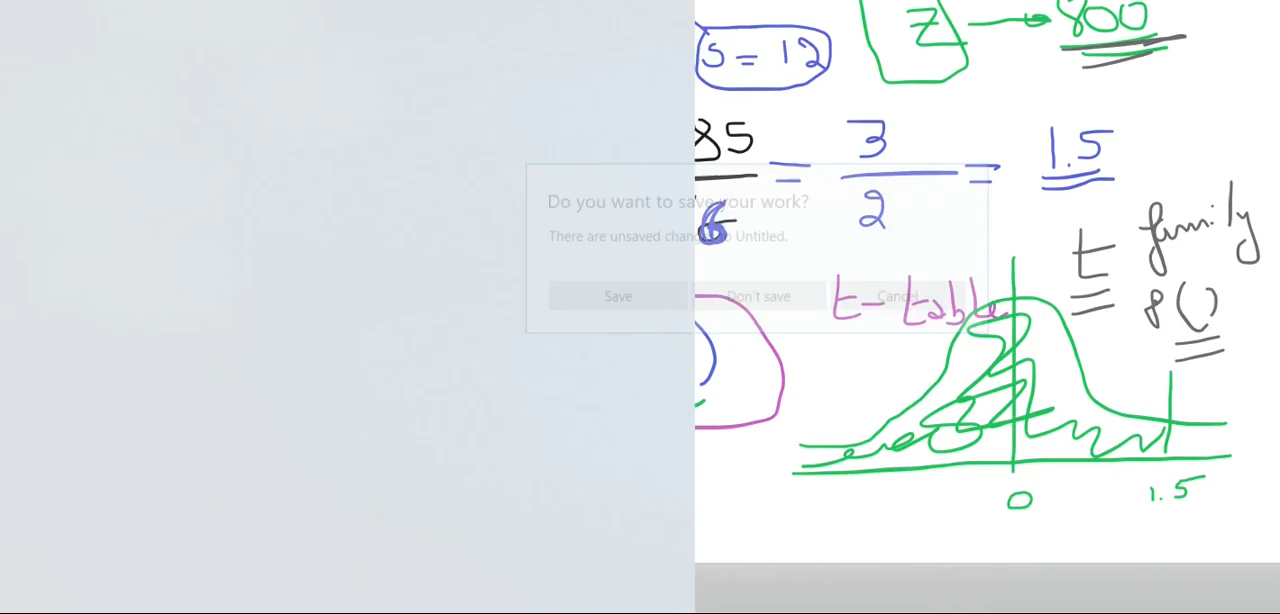 Z → 800
S = 12
85 = 3 = 1.5
6 2
Do you want to save your work?
There are unsaved changes to Untitled.
t family
Save Don't save Cancel
t-table
8()
0 1.5